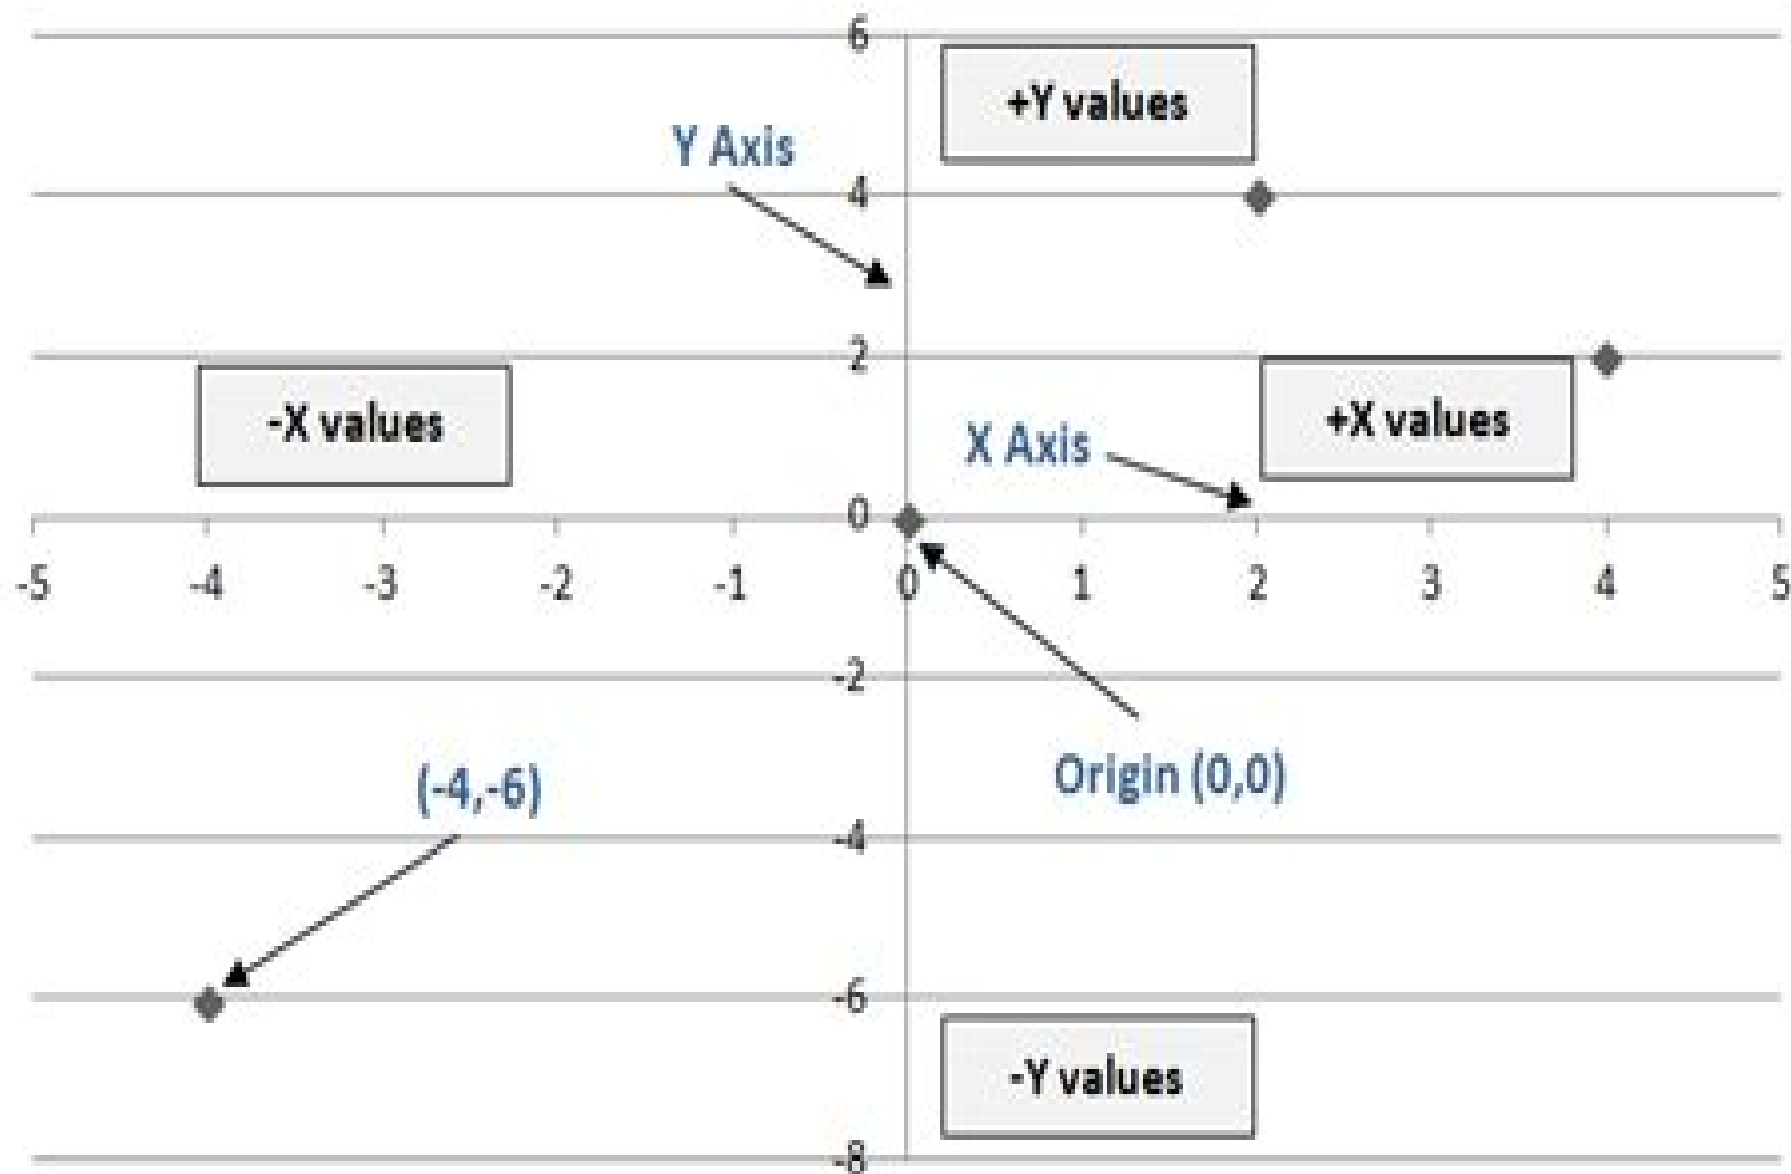 6
+Y values
Y Axis
4
2
-X values
+X values
X Axis
0
-5 -4 -3 -2 -1 0 1 2 3 4 5
-2
Origin (0,0)
(-4,-6)
-4
-6
-Y values
-8